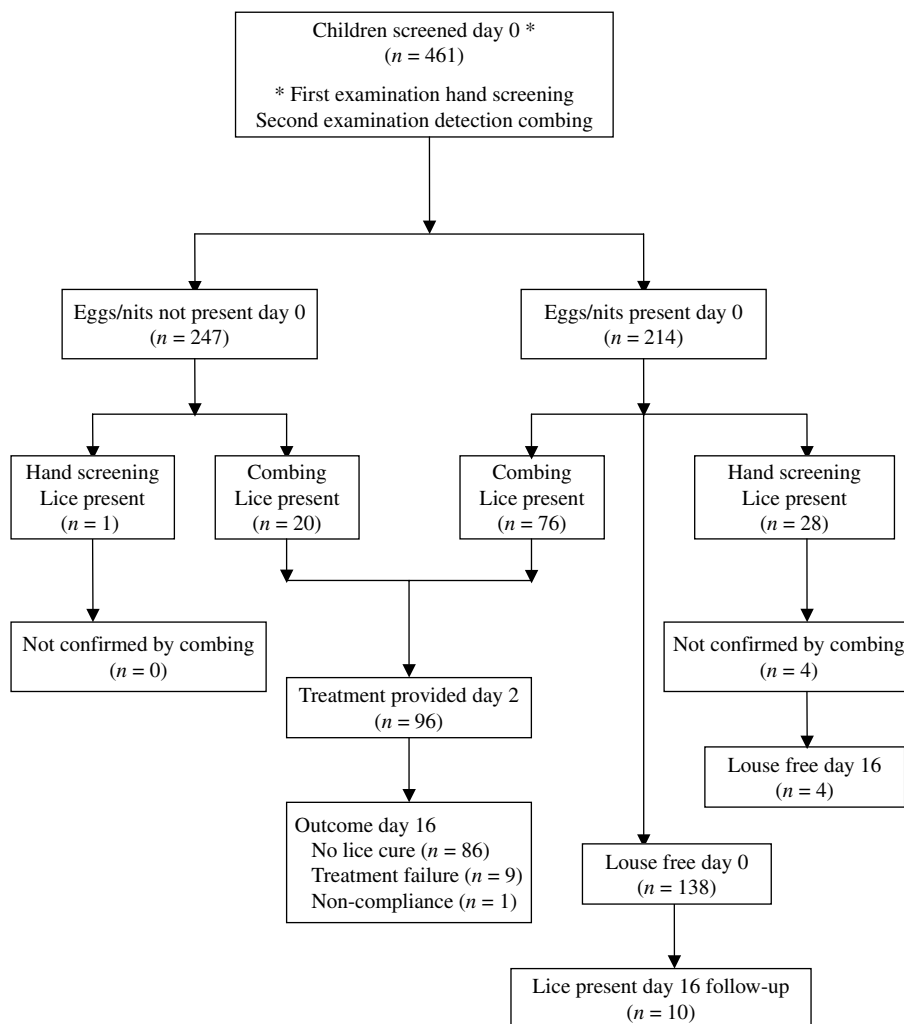 Children screened day 0 *
(n = 461)
* First examination hand screening
Second examination detection combing
Eggs/nits not present day 0
(n = 247)
Eggs/nits present day 0
(n = 214)
Hand screening
Lice present
(n = 1)
Combing
Lice present
(n = 20)
Combing
Lice present
(n = 76)
Hand screening
Lice present
(n = 28)
Not confirmed by combing
(n = 0)
Not confirmed by combing
(n = 4)
Treatment provided day 2
(n = 96)
Louse free day 16
(n = 4)
Outcome day 16
No lice cure (n = 86)
Treatment failure (n = 9)
Non-compliance (n = 1)
Louse free day 0
(n = 138)
Lice present day 16 follow-up
(n = 10)